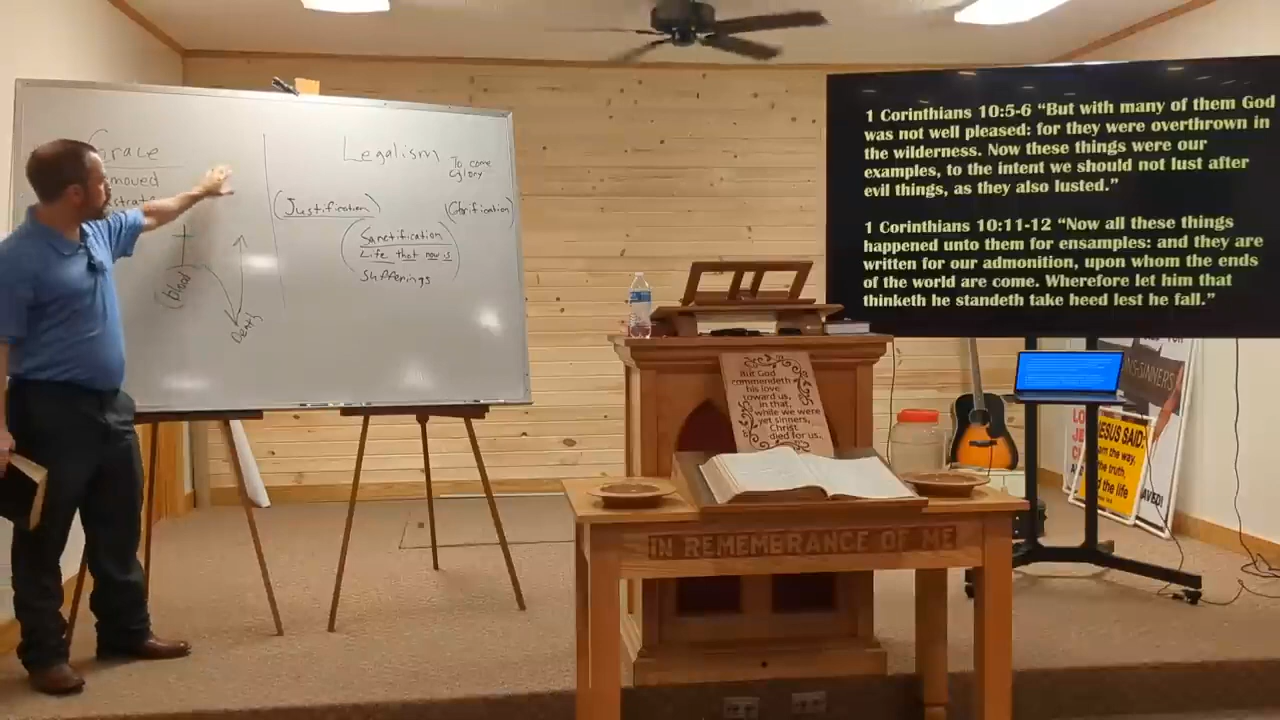 Grace
moved
Legalism
To come
glory
(Justification)
(Glorification)
(Sanctification
Life that now is)
Sufferings
(blood)
Death
1 Corinthians 10:5-6 “But with many of them God
was not well pleased: for they were overthrown in
the wilderness. Now these things were our
examples, to the intent we should not lust after
evil things, as they also lusted.”
1 Corinthians 10:11-12 “Now all these things
happened unto them for ensamples: and they are
written for our admonition, upon whom the ends
of the world are come. Wherefore let him that
thinketh he standeth take heed lest he fall.”
But God
commendeth
his love
toward us,
in that,
while we were
yet sinners,
Christ
died for us.
IN REMEMBRANCE OF ME
JESUS SAID:
am the way,
the truth,
the life
SINNERS